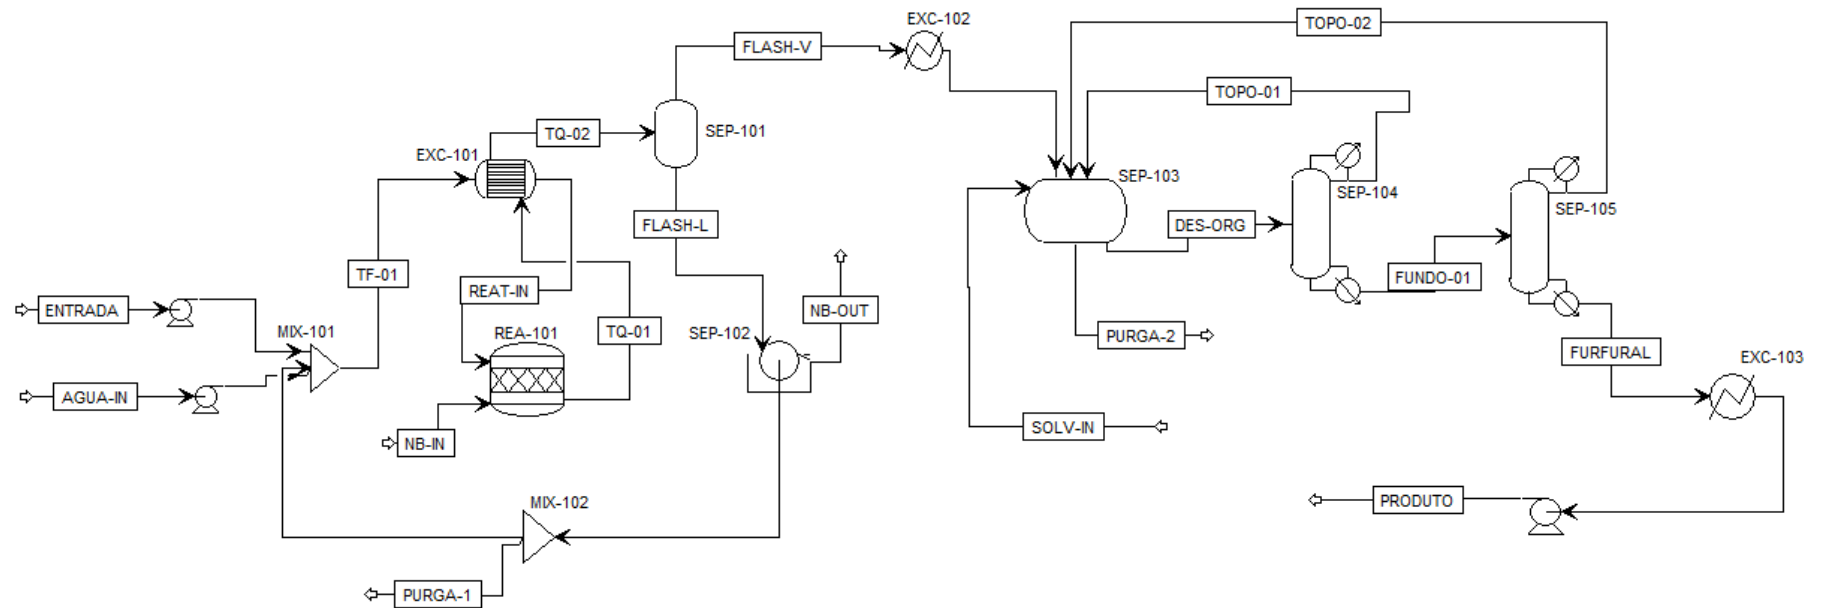 EXC-102
TOPO-02
FLASH-V
TOPO-01
SEP-101
TQ-02
EXC-101
SEP-103
SEP-104
SEP-105
FLASH-L
DES-ORG
TF-01
FUNDO-01
REAT-IN
ENTRADA
NB-OUT
MIX-101
REA-101
TQ-01
SEP-102
PURGA-2
FURFURAL
EXC-103
AGUA-IN
SOLV-IN
NB-IN
MIX-102
PRODUTO
PURGA-1